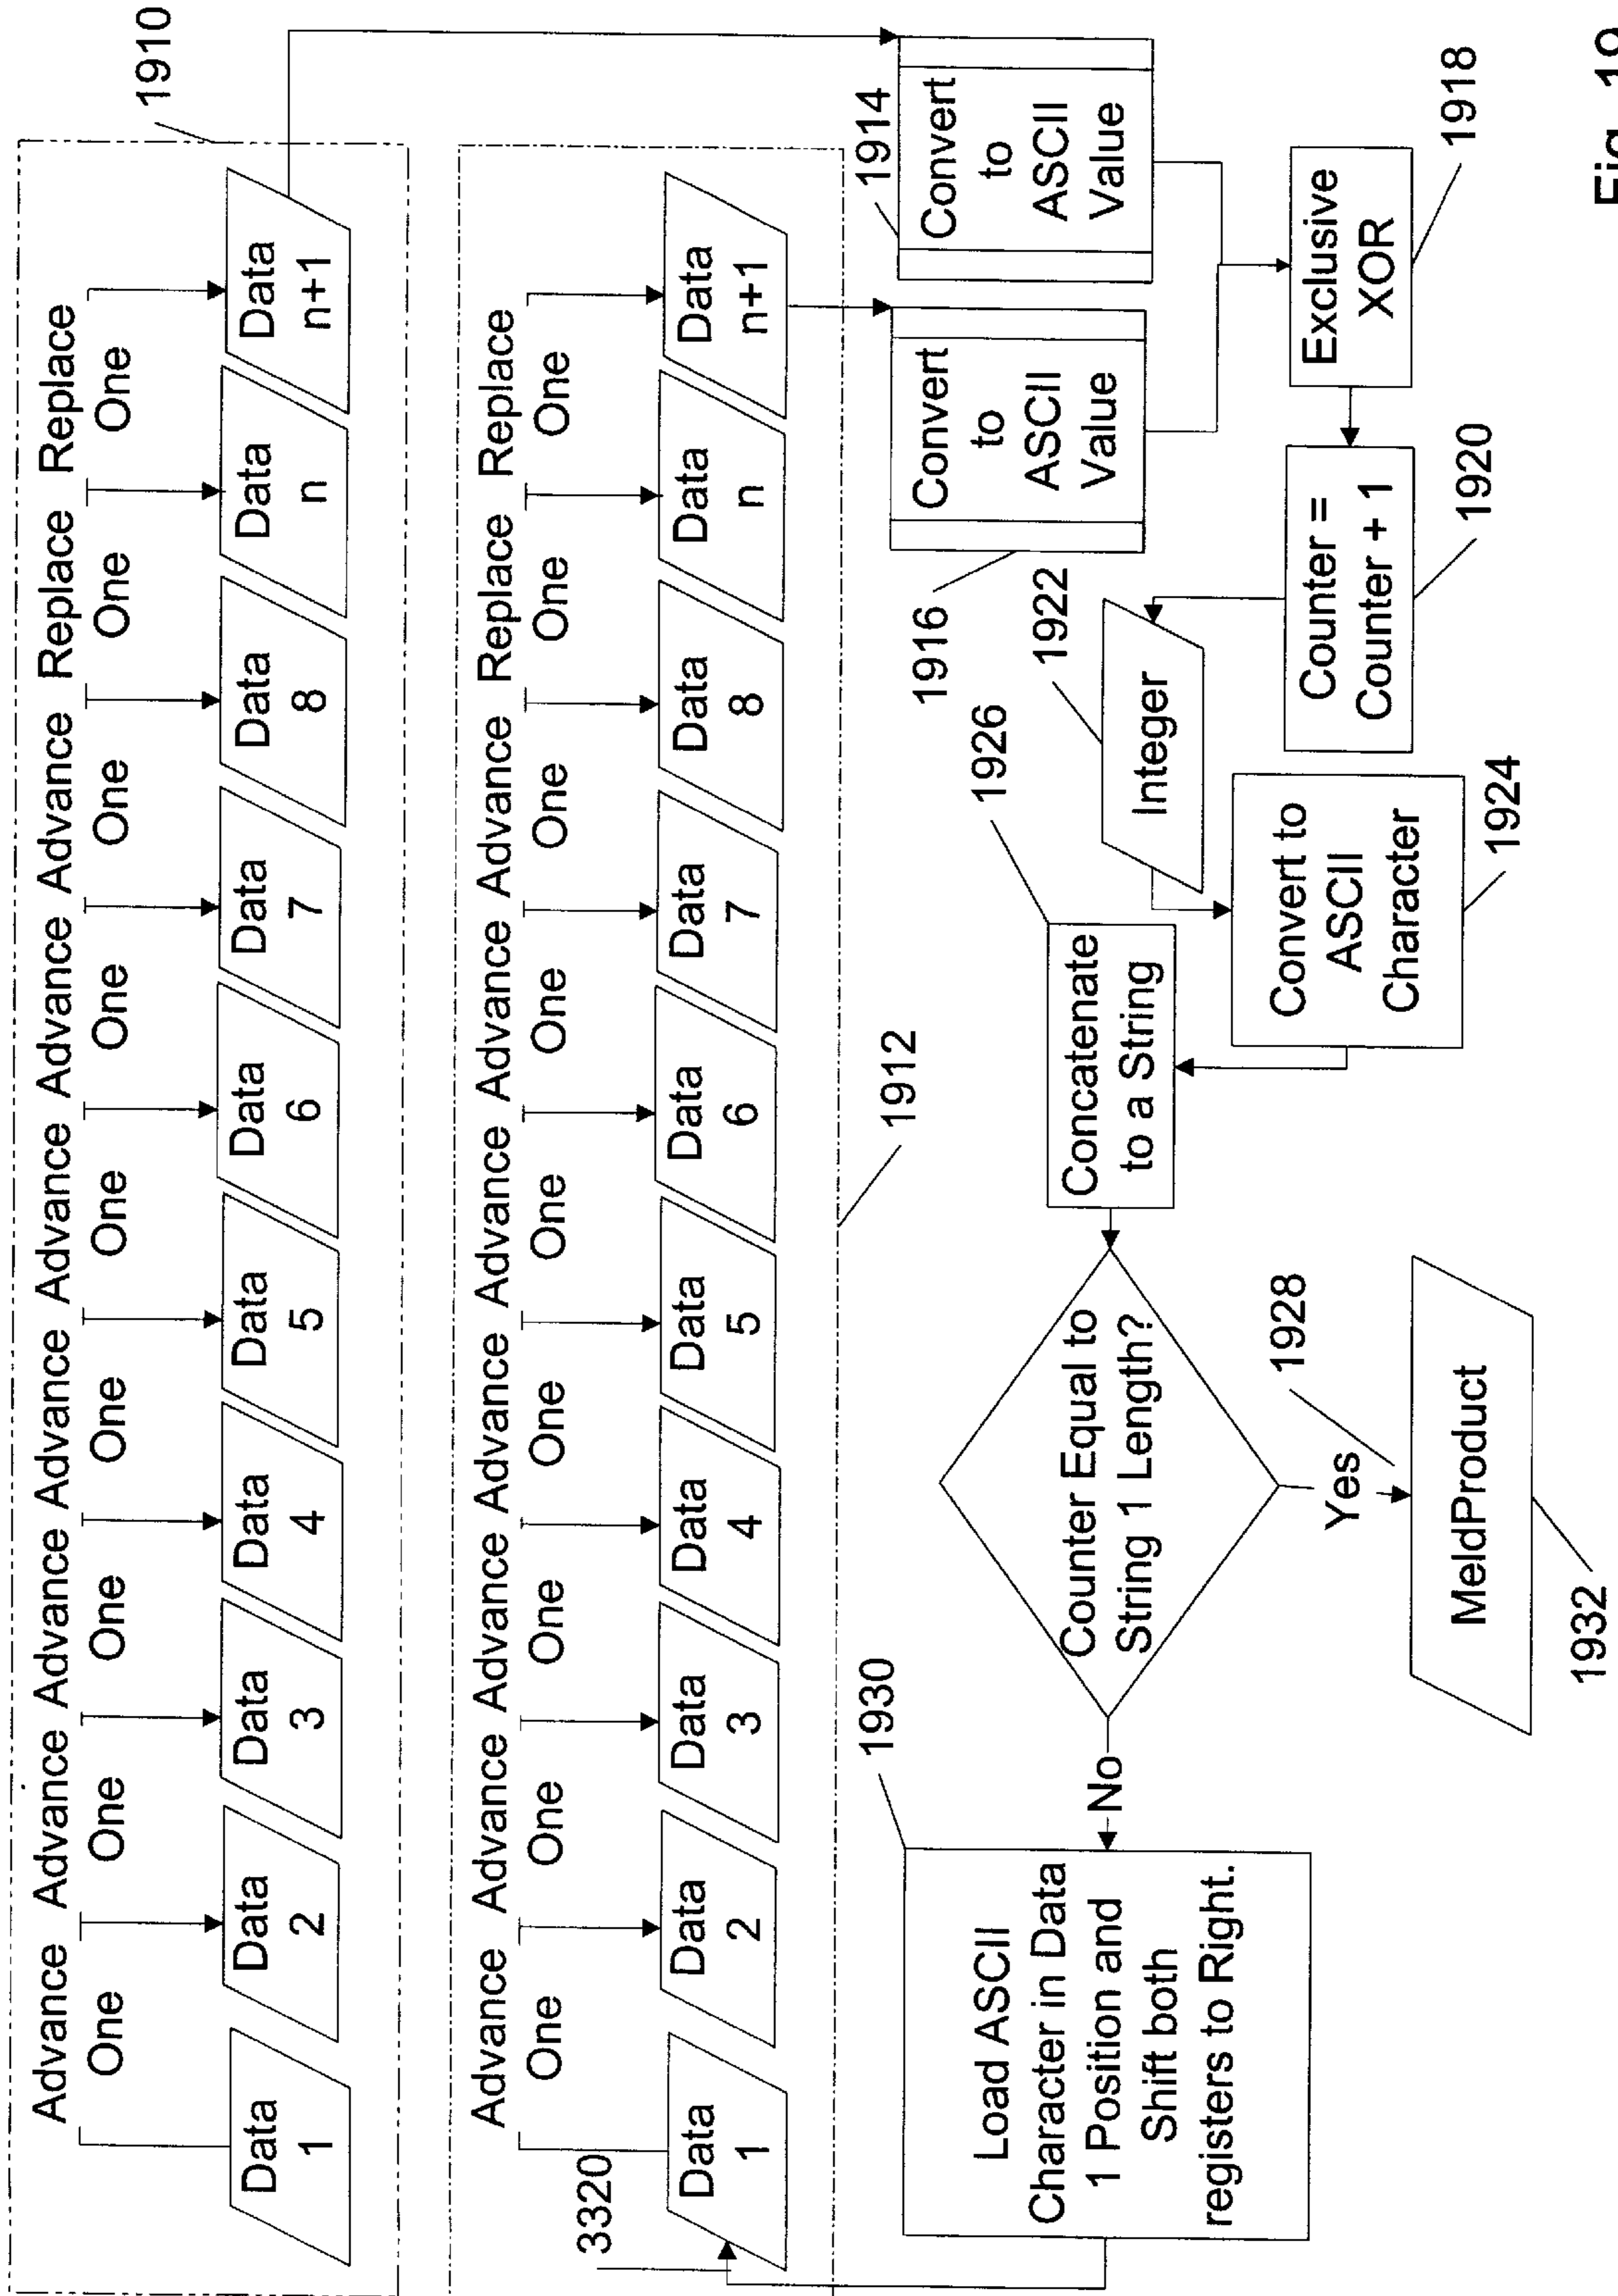 Advance Advance Advance Advance Advance Advance Advance Replace Replace
One One One One One One One One One
Data 1
Data 2
Data 3
Data 4
Data 5
Data 6
Data 7
Data 8
Data n
Data n+1
1910
Advance Advance Advance Advance Advance Advance Advance Replace Replace
One One One One One One One One One
3320
Data 1
Data 2
Data 3
Data 4
Data 5
Data 6
Data 7
Data 8
Data n
Data n+1
1912
1930
Load ASCII
Character in Data
1 Position and
Shift both
registers to Right.
No
Counter Equal to
String 1 Length?
Yes
1928
MeldProduct
1932
1926
Concatenate
to a String
1922
Integer
Convert to
ASCII
Character
1924
1916
Convert
to
ASCII
Value
1914
Convert
to
ASCII
Value
Counter =
Counter + 1
1920
Exclusive
XOR
1918
Fig. 19